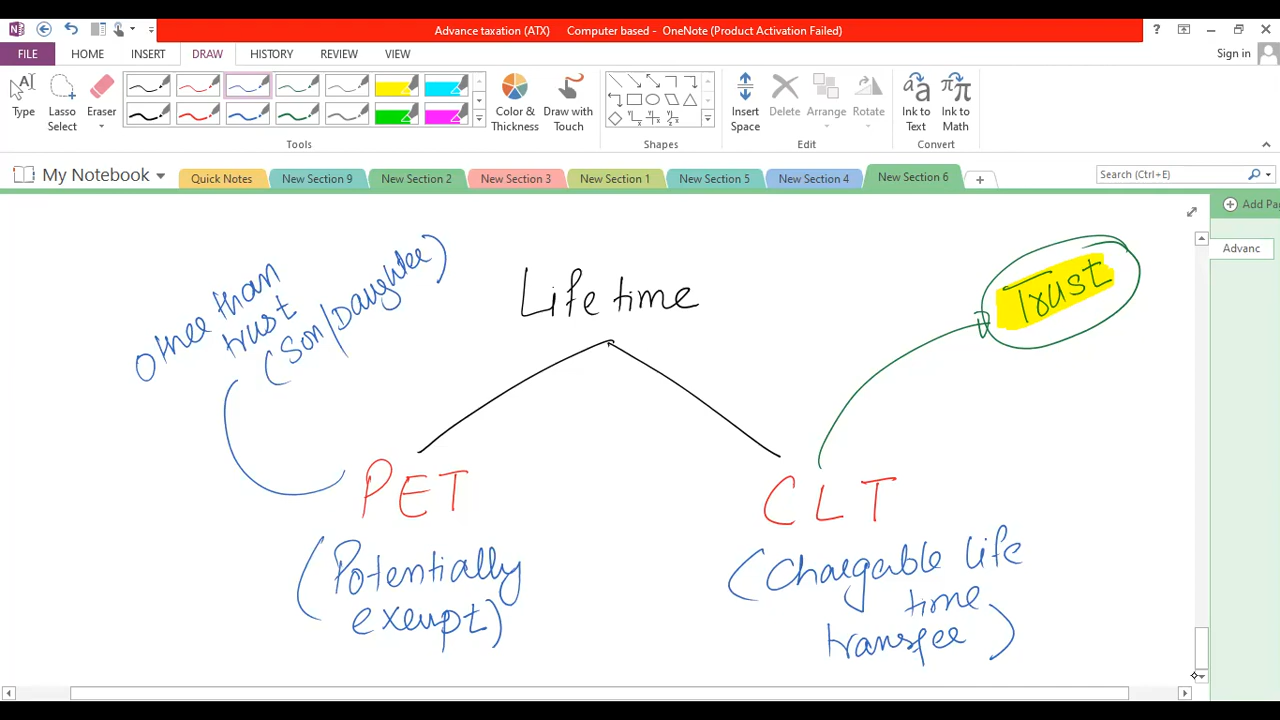 Advance taxation (ATX) Computer based - OneNote (Product Activation Failed)
?
Sign in
FILE HOME INSERT DRAW HISTORY REVIEW VIEW
Type
Lasso Select
Eraser
Color & Thickness
Draw with Touch
Insert Space
Delete
Arrange
Rotate
Ink to Text
Ink to Math
Tools Shapes Edit Convert
My Notebook Quick Notes New Section 9 New Section 2 New Section 3 New Section 1 New Section 5 New Section 4 New Section 6
Search (Ctrl+E)
Add Pag
Advanc
Other than
trust
(Son/Daughter)
Life time
Trust
PET
CLT
(Potentially
exempt)
(Chargable life
time
transfer)